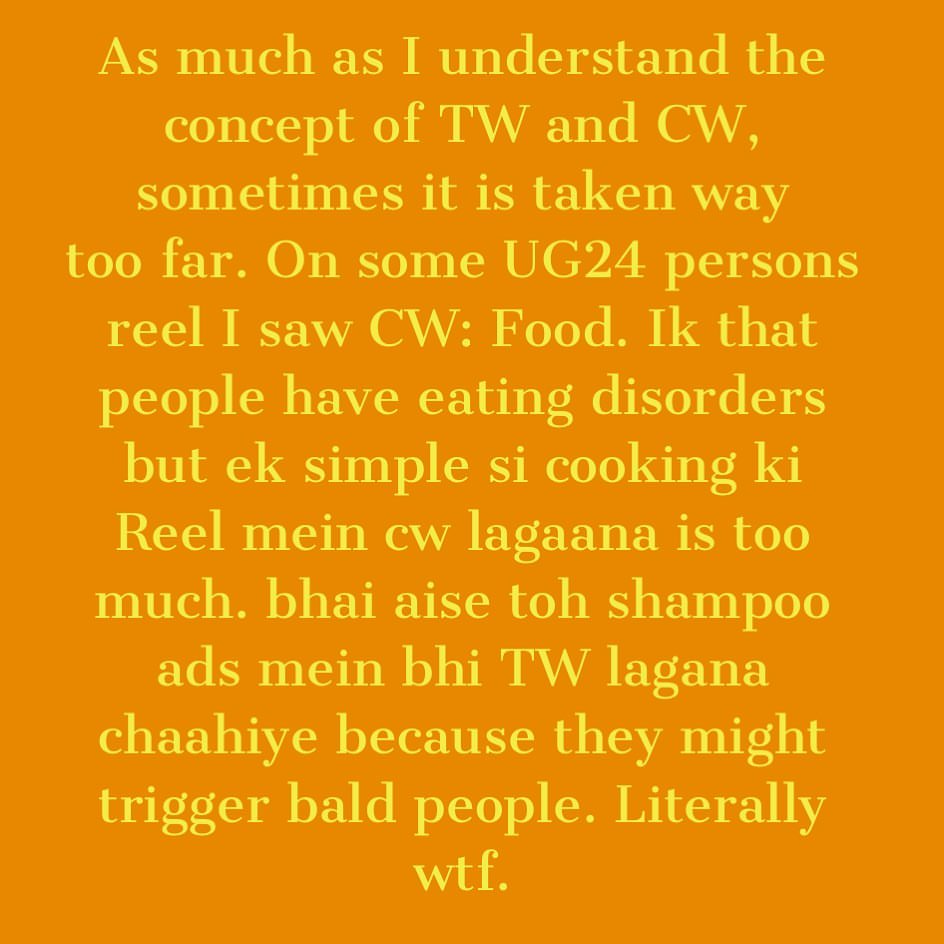 As much as I understand the
concept of TW and CW,
sometimes it is taken way
too far. On some UG24 persons
reel I saw CW: Food. Ik that
people have eating disorders
but ek simple si cooking ki
Reel mein cw lagaana is too
much. bhai aise toh shampoo
ads mein bhi TW lagana
chaahiye because they might
trigger bald people. Literally
wtf.